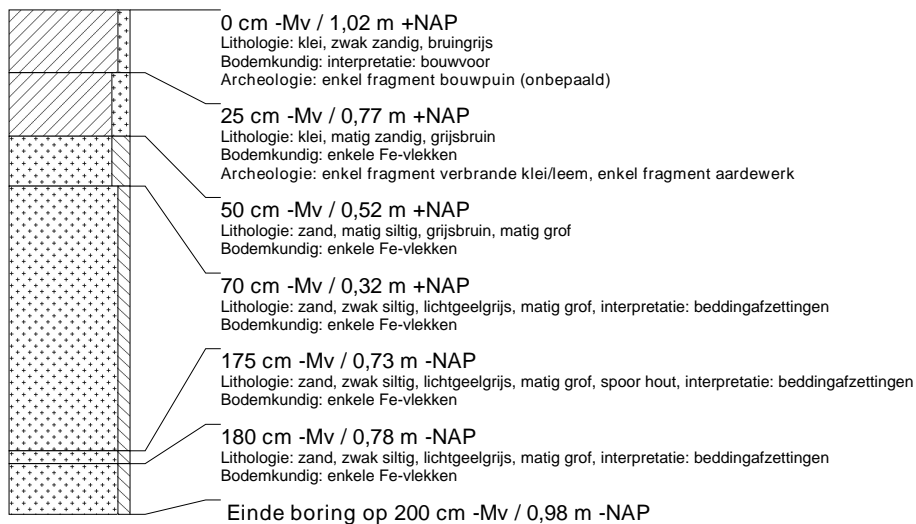 0 cm -Mv / 1,02 m +NAP
Lithologie: klei, zwak zandig, bruingrijs
Bodemkundig: interpretatie: bouwvoor
Archeologie: enkel fragment bouwpuin (onbepaald)
25 cm -Mv / 0,77 m +NAP
Lithologie: klei, matig zandig, grijsbruin
Bodemkundig: enkele Fe-vlekken
Archeologie: enkel fragment verbrande klei/leem, enkel fragment aardewerk
50 cm -Mv / 0,52 m +NAP
Lithologie: zand, matig siltig, grijsbruin, matig grof
Bodemkundig: enkele Fe-vlekken
70 cm -Mv / 0,32 m +NAP
Lithologie: zand, zwak siltig, lichtgeelgrijs, matig grof, interpretatie: beddingafzettingen
Bodemkundig: enkele Fe-vlekken
175 cm -Mv / 0,73 m -NAP
Lithologie: zand, zwak siltig, lichtgeelgrijs, matig grof, spoor hout, interpretatie: beddingafzettingen
Bodemkundig: enkele Fe-vlekken
180 cm -Mv / 0,78 m -NAP
Lithologie: zand, zwak siltig, lichtgeelgrijs, matig grof, interpretatie: beddingafzettingen
Bodemkundig: enkele Fe-vlekken
Einde boring op 200 cm -Mv / 0,98 m -NAP